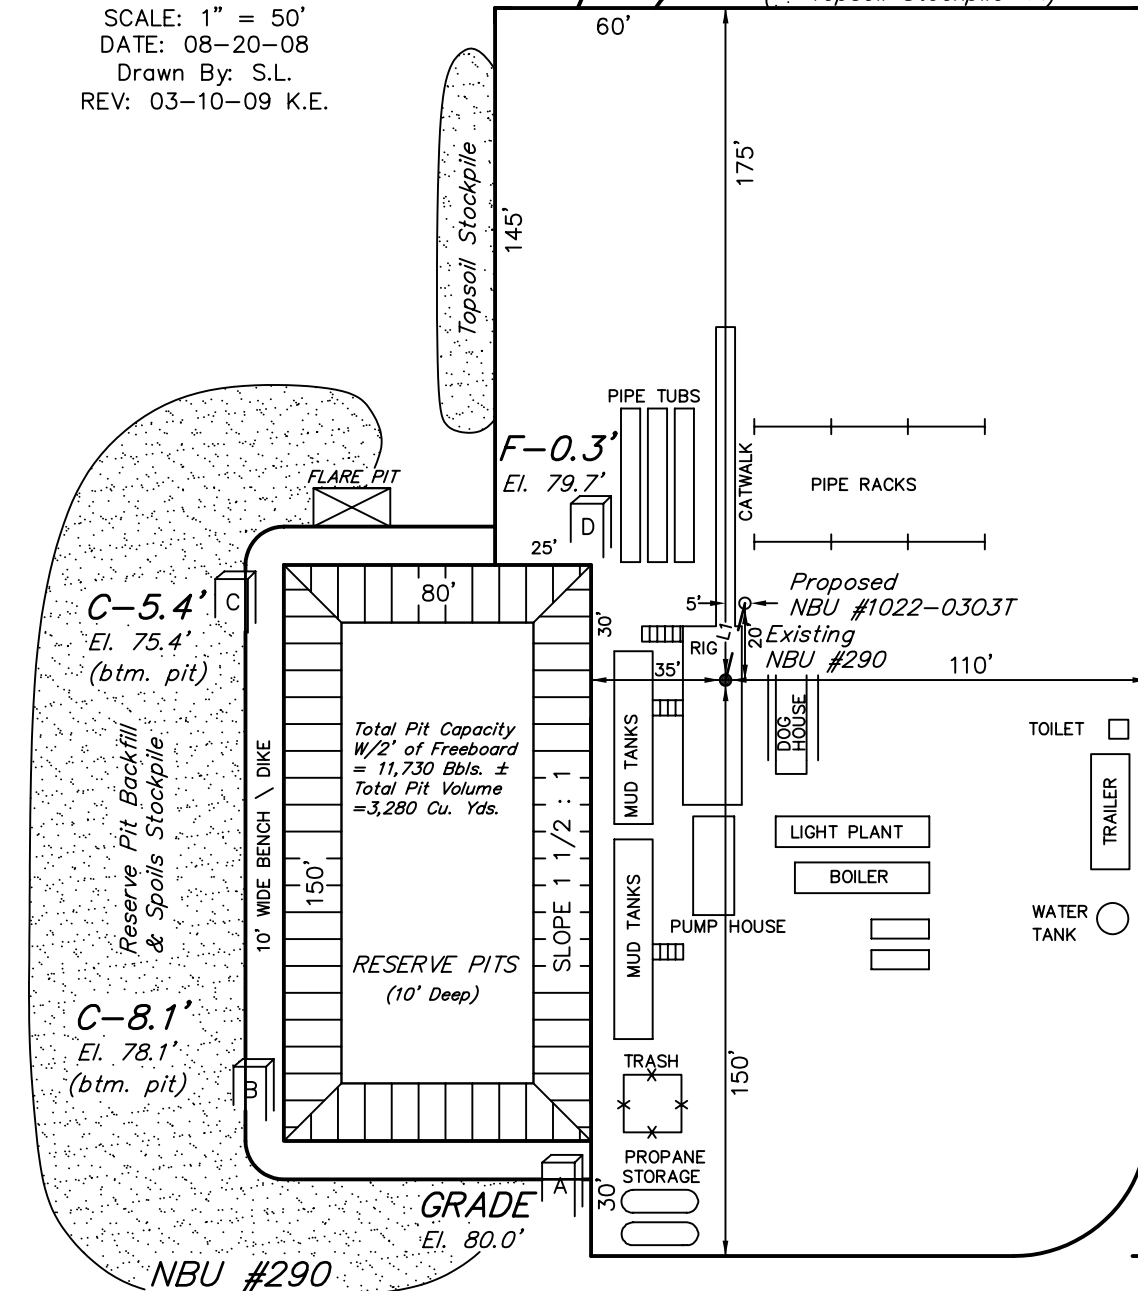 SCALE: 1" = 50'
DATE: 08-20-08
Drawn By: S.L.
REV: 03-10-09 K.E.
60'
175'
145'
Topsoil Stockpile
PIPE TUBS
F-0.3'
El. 79.7'
D
CATWALK
PIPE RACKS
FLARE PIT
25'
80'
C-5.4'
El. 75.4'
(btm. pit)
C
30'
5'
Proposed
NBU #1022-03O3T
L1
20'
RIG
Existing
NBU #290
35'
110'
DOG
HOUSE
TOILET
TRAILER
Total Pit Capacity
W/2' of Freeboard
= 11,730 Bbls. ±
Total Pit Volume
=3,280 Cu. Yds.
MUD TANKS
LIGHT PLANT
BOILER
Reserve Pit Backfill
& Spoils Stockpile
10' WIDE BENCH \ DIKE
150'
SLOPE 1 1/2 : 1
MUD TANKS
PUMP HOUSE
WATER
TANK
RESERVE PITS
(10' Deep)
C-8.1'
El. 78.1'
(btm. pit)
B
TRASH
150'
PROPANE
STORAGE
A
30'
GRADE
El. 80.0'
NBU #290